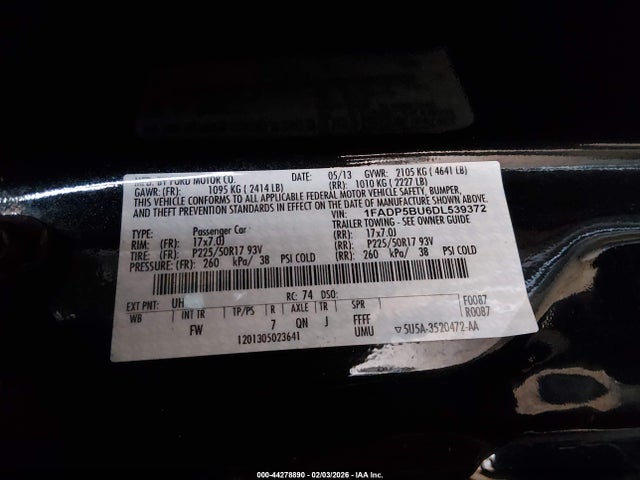 MFD. BY FORD MOTOR CO.
DATE: 05/13 GVWR: 2105 KG ( 4641 LB)
GAWR: (FR): 1095 KG ( 2414 LB) (RR): 1010 KG ( 2227 LB)
THIS VEHICLE CONFORMS TO ALL APPLICABLE FEDERAL MOTOR VEHICLE SAFETY, BUMPER,
AND THEFT PREVENTION STANDARDS IN EFFECT ON THE DATE OF MANUFACTURE SHOWN ABOVE.
VIN: 1FADP5BU6DL539372
TYPE: Passenger Car TRAILER TOWING - SEE OWNER GUIDE
RIM: (FR) 17x7.0J (RR) 17x7.0J
TIRE: (FR) P225/50R17 93V (RR) P225/50R17 93V
PRESSURE: (FR) 260 kPa/ 38 PSI COLD (RR) 260 kPa/ 38 PSI COLD
EXT PNT: UH RC: 74 DSO: F0087
WB INT TR TP/PS R AXLE TR SPR R0087
FW 7 QN J FFFF
UMU 5U5A-3520472-AA
1201305023641
000-44278890 - 02/03/2026 - IAA Inc.